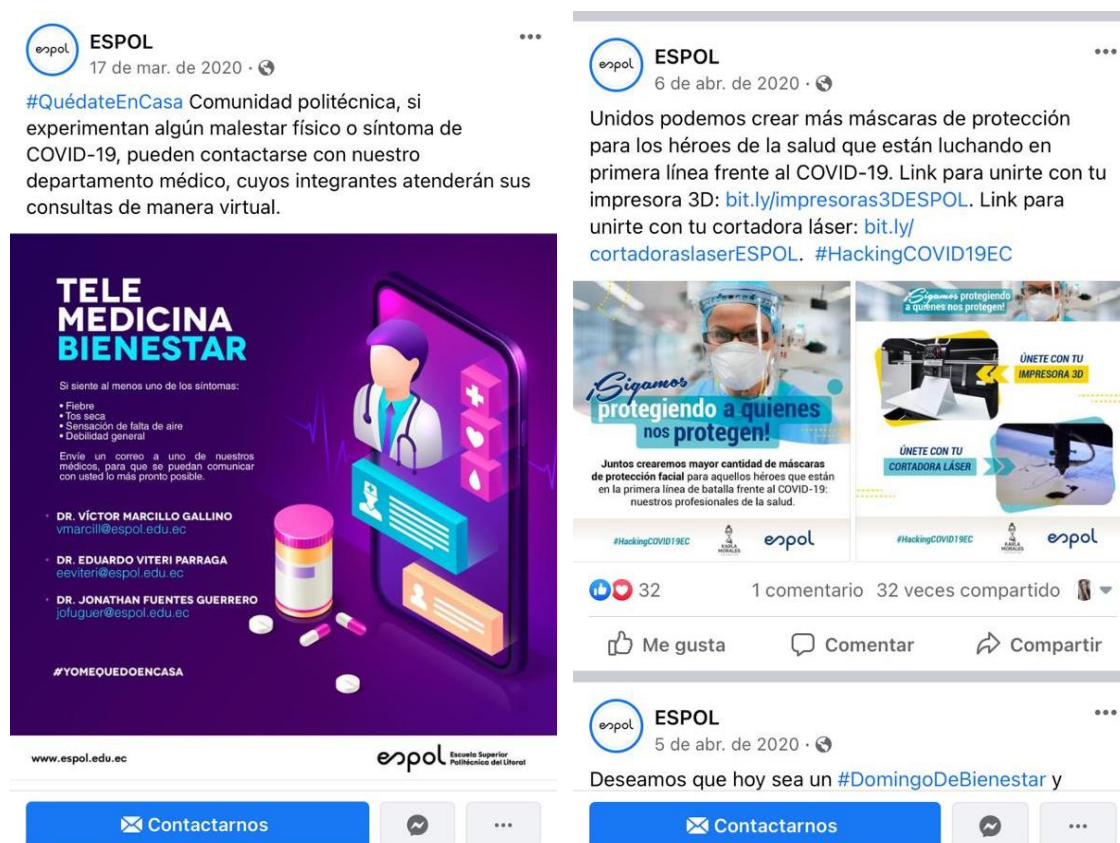 espol
ESPOL
17 de mar. de 2020 ·
#QuédateEnCasa Comunidad politécnica, si
experimentan algún malestar físico o síntoma de
COVID-19, pueden contactarse con nuestro
departamento médico, cuyos integrantes atenderán sus
consultas de manera virtual.
TELE
MEDICINA
BIENESTAR
Si siente al menos uno de los síntomas:
• Fiebre
• Tos seca
• Sensación de falta de aire
• Debilidad general
Envíe un correo a uno de nuestros
médicos, para que se puedan comunicar
con usted lo más pronto posible.
• DR. VÍCTOR MARCILLO GALLINO
vmarcill@espol.edu.ec
• DR. EDUARDO VITERI PARRAGA
eeviteri@espol.edu.ec
• DR. JONATHAN FUENTES GUERRERO
jofuguer@espol.edu.ec
#YOMEQUEDOENCASA
www.espol.edu.ec
espol Escuela Superior
Politécnica del Litoral
Contactarnos
espol
ESPOL
6 de abr. de 2020 ·
Unidos podemos crear más máscaras de protección
para los héroes de la salud que están luchando en
primera línea frente al COVID-19. Link para unirte con tu
impresora 3D: bit.ly/impresoras3DESPOL. Link para
unirte con tu cortadora láser: bit.ly/
cortadoraslaserESPOL. #HackingCOVID19EC
¡Sigamos
protegiendo a quienes
nos protegen!
Juntos crearemos mayor cantidad de máscaras
de protección facial para aquellos héroes que están
en la primera línea de batalla frente al COVID-19:
nuestros profesionales de la salud.
#HackingCOVID19EC
KARLA
MORALES
espol
¡Sigamos protegiendo
a quienes nos protegen!
ÚNETE CON TU
IMPRESORA 3D
ÚNETE CON TU
CORTADORA LÁSER
#HackingCOVID19EC
KARLA
MORALES
espol
32
1 comentario 32 veces compartido
Me gusta
Comentar
Compartir
espol
ESPOL
5 de abr. de 2020 ·
Deseamos que hoy sea un #DomingoDeBienestar y
Contactarnos